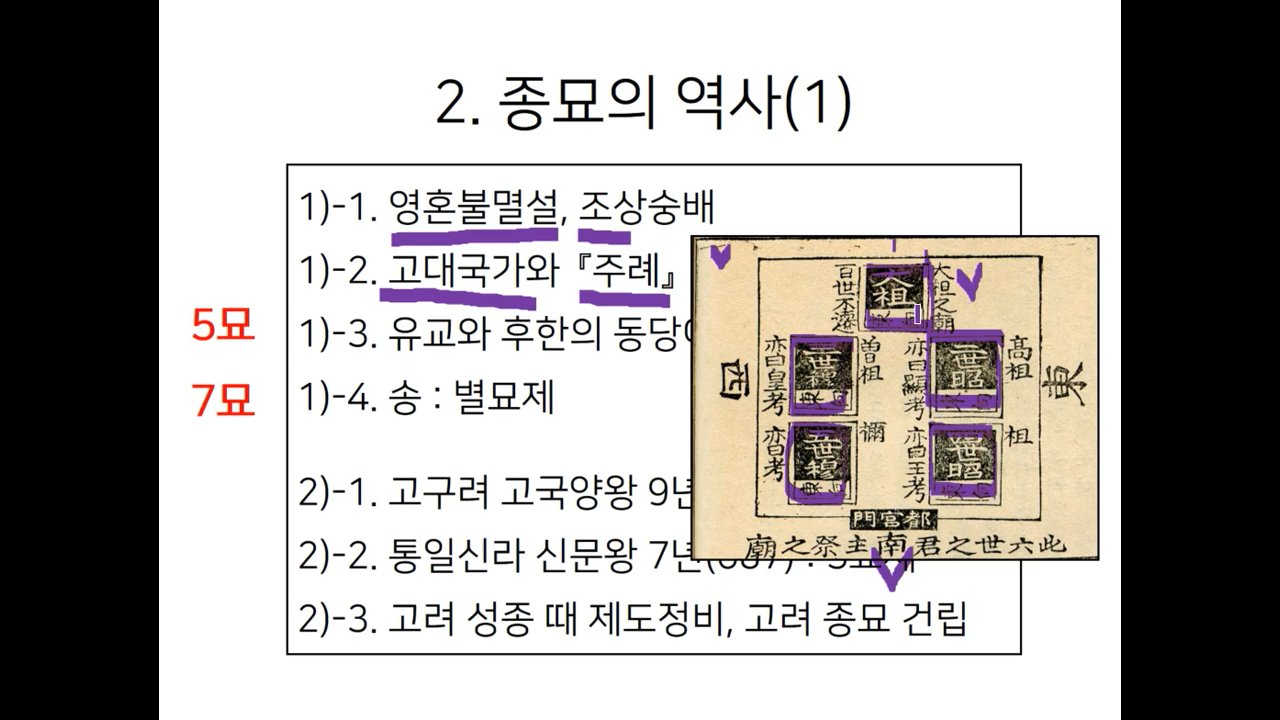 2. 종묘의 역사(1)
1)-1. 영혼불멸설, 조상숭배
1)-2. 고대국가와 『주례』
5묘
1)-3. 유교와 후한의 동당
7묘
1)-4. 송 : 별묘제
2)-1. 고구려 고국양왕 9년
2)-2. 통일신라 신문왕 7년
2)-3. 고려 성종 때 제도정비, 고려 종묘 건립
大祖之廟
百世不遷
高祖
曾祖
亦曰顯考
亦曰皇考
東
西
祖
禰
亦曰王考
亦曰考
門宮都
廟之祭主南君之世六此